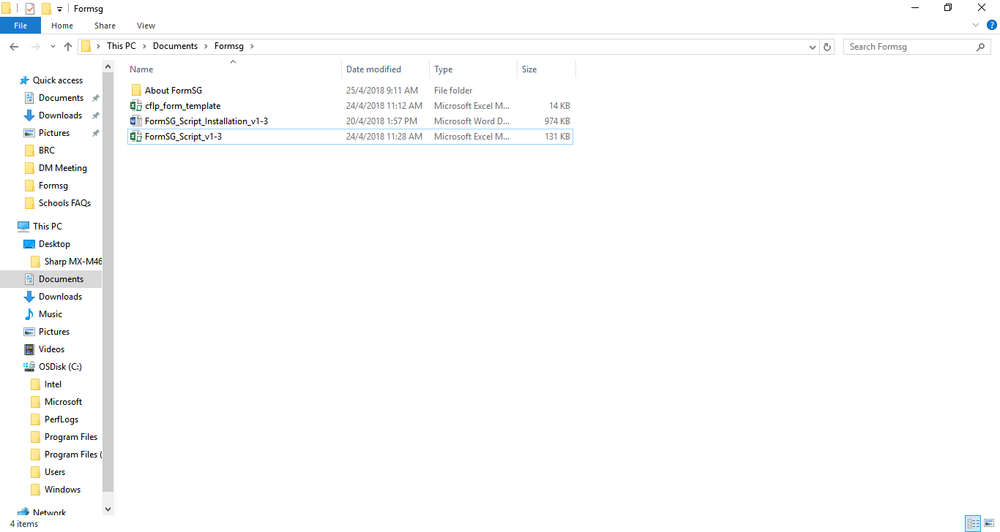 Formsg
File Home Share View
This PC Documents Formsg
Search Formsg
Name Date modified Type Size
About FormSG 25/4/2018 9:11 AM File folder
cflp_form_template 24/4/2018 11:12 AM Microsoft Excel M... 14 KB
FormSG_Script_Installation_v1-3 20/4/2018 1:57 PM Microsoft Word D... 974 KB
FormSG_Script_v1-3 24/4/2018 11:28 AM Microsoft Excel M... 131 KB
Quick access
Documents
Downloads
Pictures
BRC
DM Meeting
Formsg
Schools FAQs
This PC
Desktop
Sharp MX-M46
Documents
Downloads
Music
Pictures
Videos
OSDisk (C:)
Intel
Microsoft
PerfLogs
Program Files
Program Files (
Users
Windows
Network
4 items